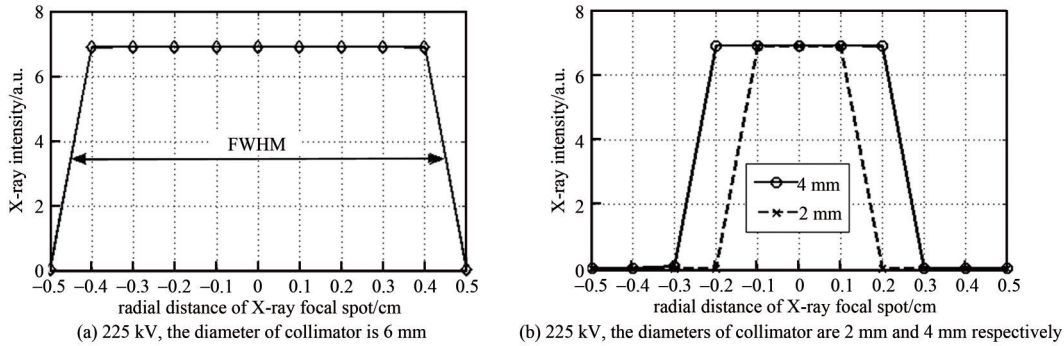 8
6
4
2
0
X-ray intensity/a.u.
FWHM
–0.5 –0.4 –0.3 –0.2 –0.1 0 0.1 0.2 0.3 0.4 0.5
radial distance of X-ray focal spot/cm
(a) 225 kV, the diameter of collimator is 6 mm
8
6
4
2
0
X-ray intensity/a.u.
4 mm
2 mm
–0.5 –0.4 –0.3 –0.2 –0.1 0 0.1 0.2 0.3 0.4 0.5
radial distance of X-ray focal spot/cm
(b) 225 kV, the diameters of collimator are 2 mm and 4 mm respectively